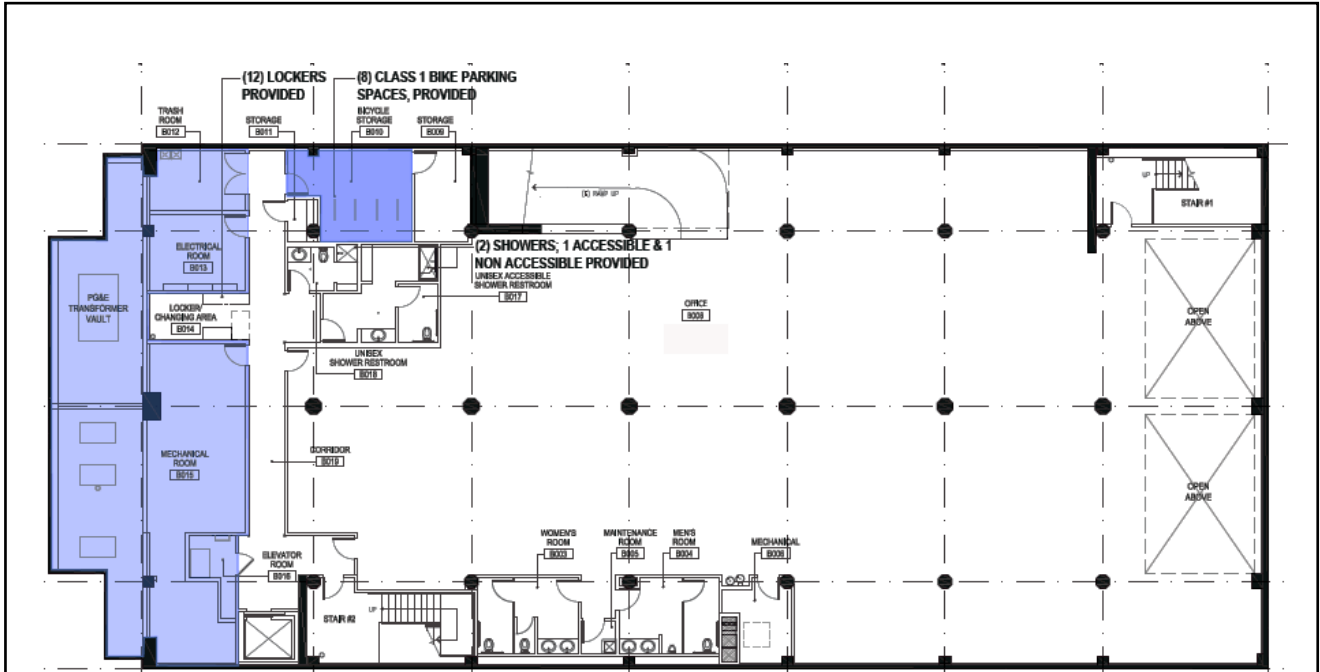 (12) LOCKERS
PROVIDED
(8) CLASS 1 BIKE PARKING
SPACES, PROVIDED
TRASH
ROOM
B012
STORAGE
B011
BICYCLE
STORAGE
B010
STORAGE
B009
(E) RAMP UP
UP
STAIR #1
(2) SHOWERS; 1 ACCESSIBLE & 1
NON ACCESSIBLE PROVIDED
UNISEX ACCESSIBLE
SHOWER RESTROOM
B017
ELECTRICAL
ROOM
B013
PG&E
TRANSFORMER
VAULT
LOCKER/
CHANGING AREA
B014
OFFICE
B008
OPEN
ABOVE
UNISEX
SHOWER RESTROOM
B018
MECHANICAL
ROOM
B015
CORRIDOR
B019
OPEN
ABOVE
ELEVATOR
ROOM
B016
WOMEN'S
ROOM
B003
MAINTENANCE
ROOM
B005
MEN'S
ROOM
B004
MECHANICAL
B006
STAIR #2
UP